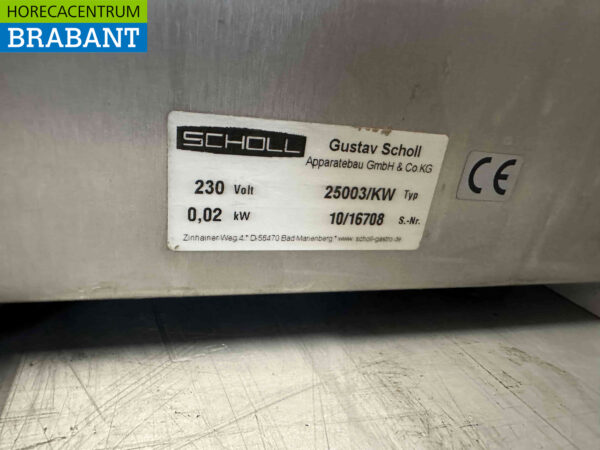 HORECACENTRUM
BRABANT
SCHOLL
Gustav Scholl
Apparatebau GmbH & Co.KG
230 Volt 25003/KW Typ
0,02 kW 10/16708 S.-Nr.
Zinhainer Weg 4 * D-56470 Bad Marienberg * www.scholl-gastro.de
CE